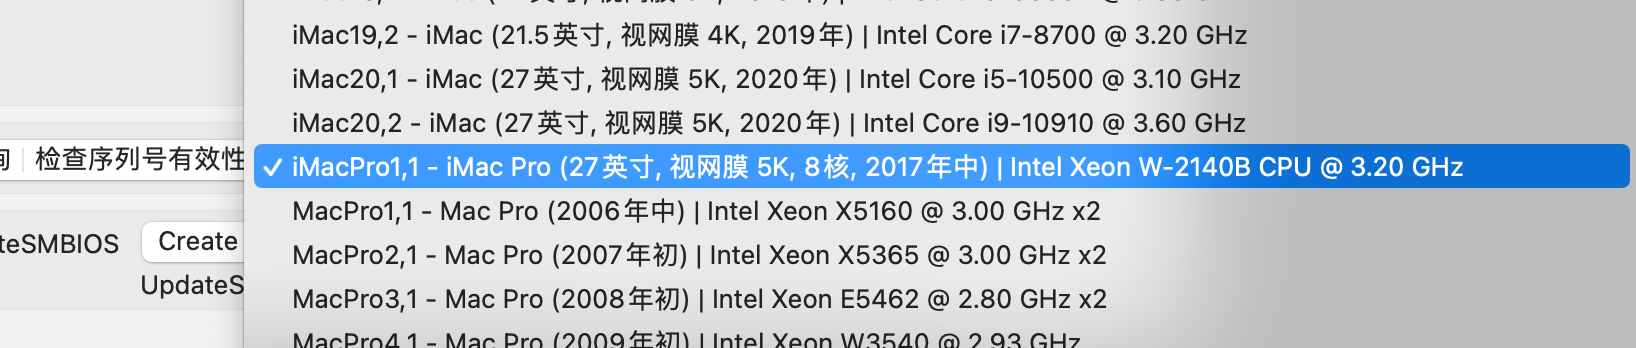 iMac19,2 - iMac (21.5英寸, 视网膜 4K, 2019年) | Intel Core i7-8700 @ 3.20 GHz
iMac20,1 - iMac (27英寸, 视网膜 5K, 2020年) | Intel Core i5-10500 @ 3.10 GHz
iMac20,2 - iMac (27英寸, 视网膜 5K, 2020年) | Intel Core i9-10910 @ 3.60 GHz
检查序列号有效性
✓ iMacPro1,1 - iMac Pro (27英寸, 视网膜 5K, 8核, 2017年中) | Intel Xeon W-2140B CPU @ 3.20 GHz
MacPro1,1 - Mac Pro (2006年中) | Intel Xeon X5160 @ 3.00 GHz x2
teSMBIOS Create
MacPro2,1 - Mac Pro (2007年初) | Intel Xeon X5365 @ 3.00 GHz x2
UpdateS
MacPro3,1 - Mac Pro (2008年初) | Intel Xeon E5462 @ 2.80 GHz x2
MacPro4,1 - Mac Pro (2009年初) | Intel Xeon W3540 @ 2.93 GHz